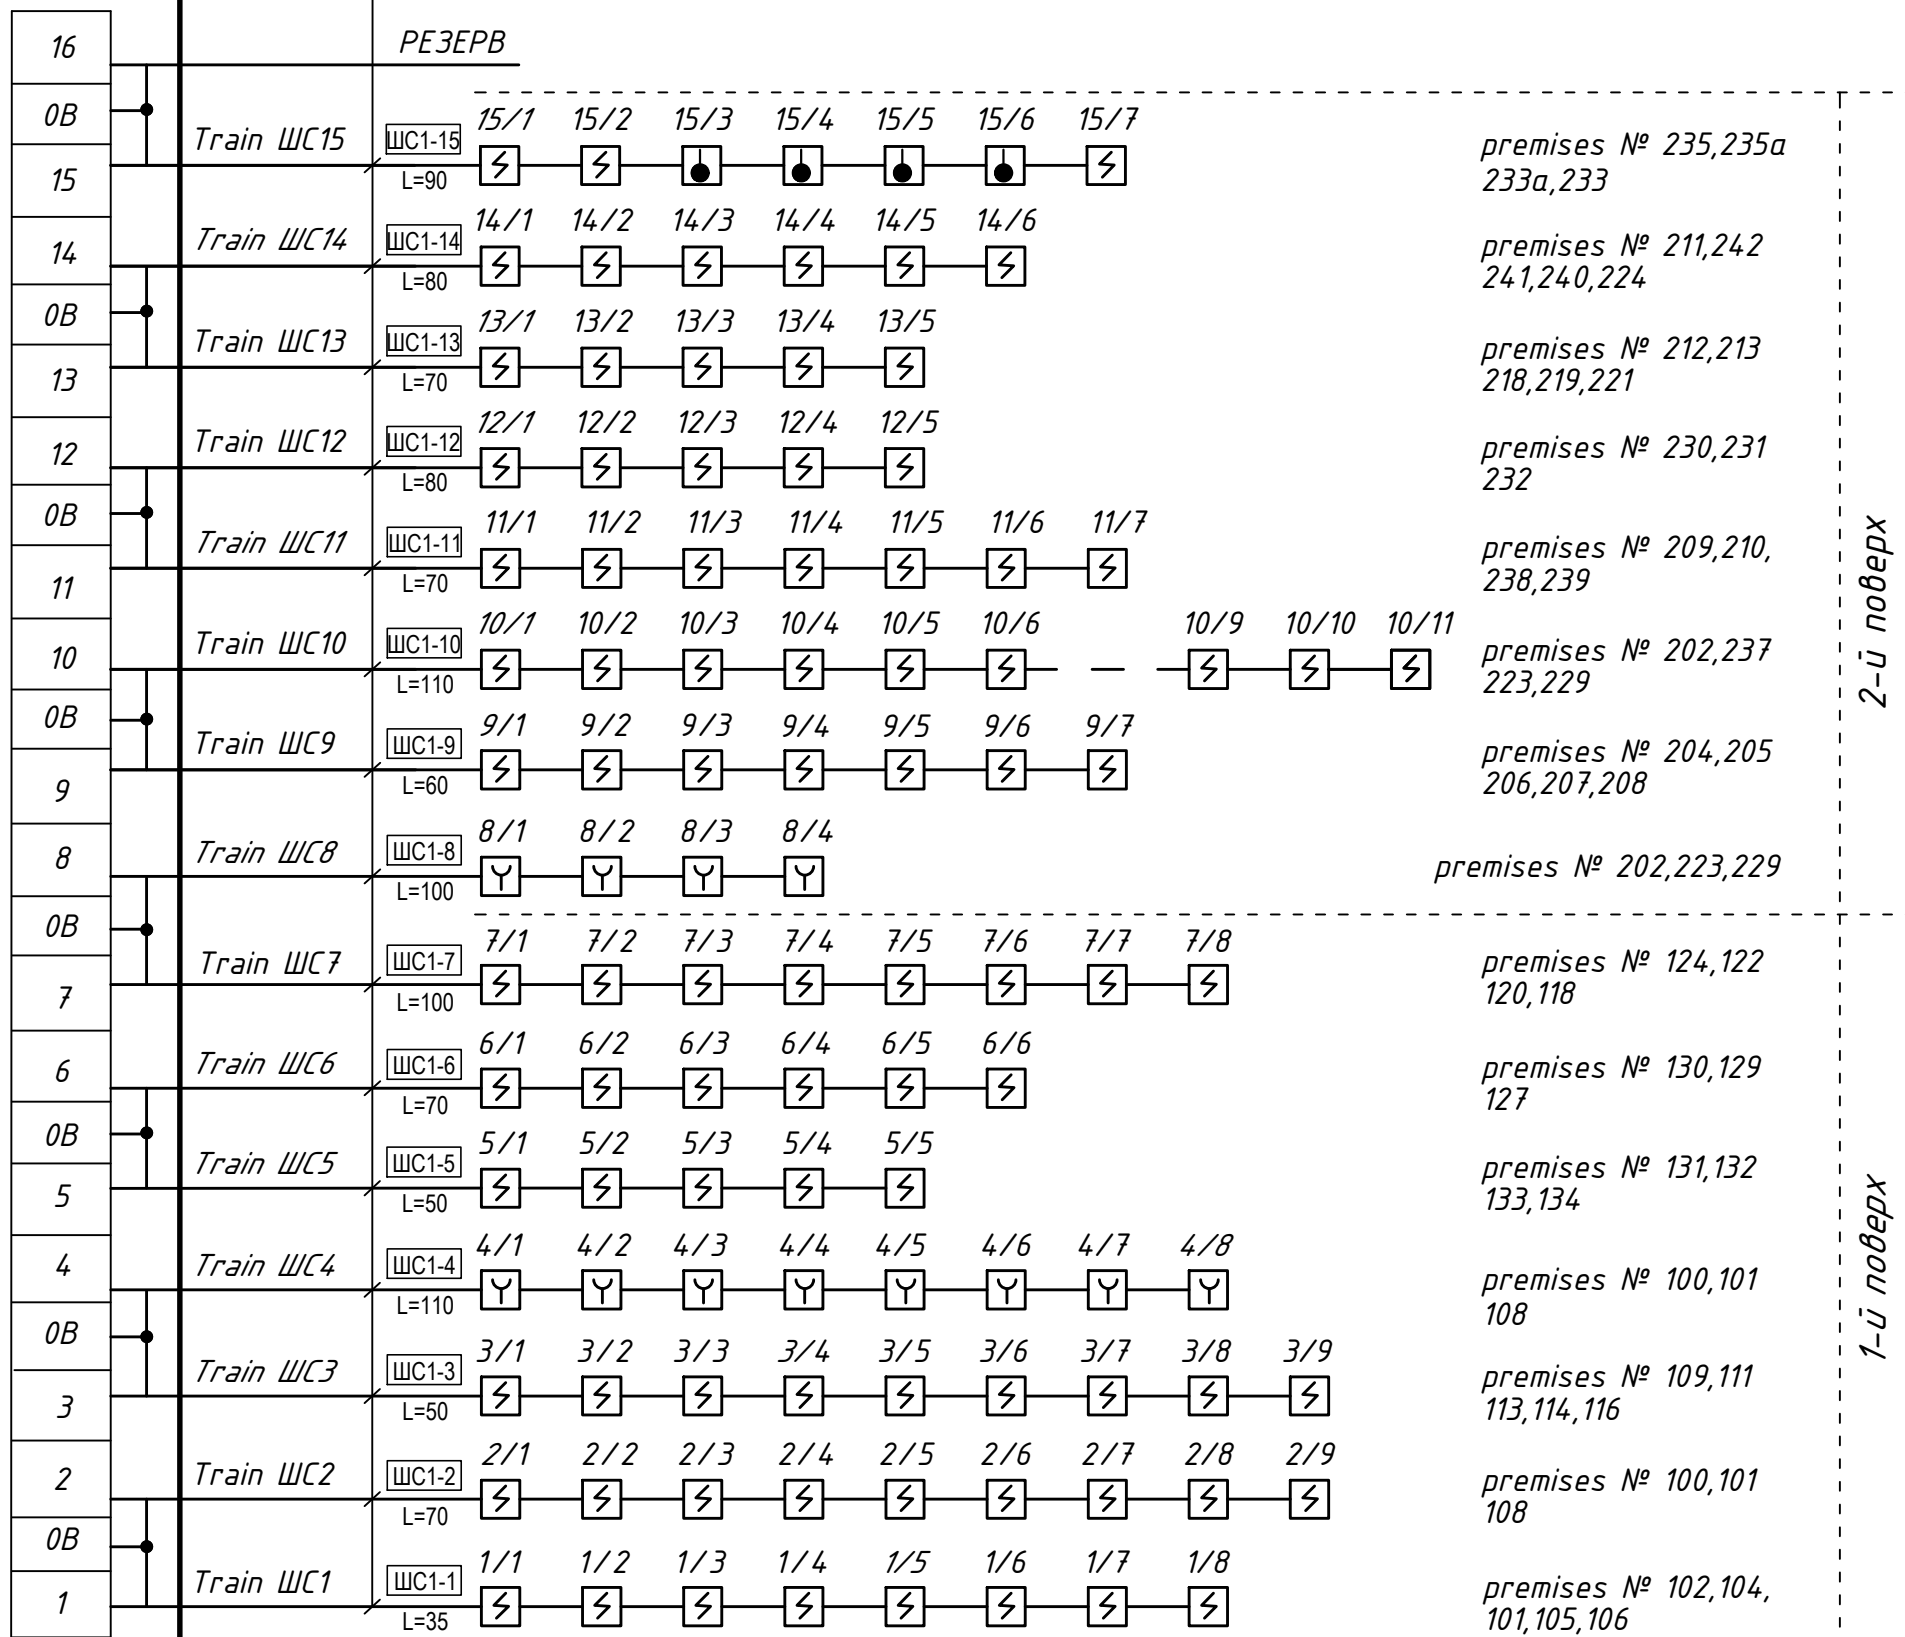 16
РЕЗЕРВ
0В
15/1 15/2 15/3 15/4 15/5 15/6 15/7
Train ШС15
ШС1-15
premises № 235,235а
233а,233
15
L=90
14/1 14/2 14/3 14/4 14/5 14/6
14
Train ШС14
ШС1-14
premises № 211,242
241,240,224
L=80
0В
13/1 13/2 13/3 13/4 13/5
Train ШС13
ШС1-13
premises № 212,213
218,219,221
13
L=70
12/1 12/2 12/3 12/4 12/5
12
Train ШС12
ШС1-12
premises № 230,231
232
L=80
0В
11/1 11/2 11/3 11/4 11/5 11/6 11/7
Train ШС11
ШС1-11
premises № 209,210,
238,239
11
L=70
10/1 10/2 10/3 10/4 10/5 10/6 10/9 10/10 10/11
10
Train ШС10
ШС1-10
premises № 202,237
223,229
L=110
0В
9/1 9/2 9/3 9/4 9/5 9/6 9/7
Train ШС9
ШС1-9
premises № 204,205
206,207,208
9
L=60
2-й поверх
8/1 8/2 8/3 8/4
8
Train ШС8
ШС1-8
premises № 202,223,229
L=100
0В
7/1 7/2 7/3 7/4 7/5 7/6 7/7 7/8
Train ШС7
ШС1-7
premises № 124,122
120,118
7
L=100
6/1 6/2 6/3 6/4 6/5 6/6
6
Train ШС6
ШС1-6
premises № 130,129
127
L=70
0В
5/1 5/2 5/3 5/4 5/5
Train ШС5
ШС1-5
premises № 131,132
133,134
5
L=50
4/1 4/2 4/3 4/4 4/5 4/6 4/7 4/8
4
Train ШС4
ШС1-4
premises № 100,101
108
L=110
0В
3/1 3/2 3/3 3/4 3/5 3/6 3/7 3/8 3/9
Train ШС3
ШС1-3
premises № 109,111
113,114,116
3
L=50
2/1 2/2 2/3 2/4 2/5 2/6 2/7 2/8 2/9
2
Train ШС2
ШС1-2
premises № 100,101
108
L=70
0В
1/1 1/2 1/3 1/4 1/5 1/6 1/7 1/8
Train ШС1
ШС1-1
premises № 102,104,
101,105,106
1
L=35
1-й поверх